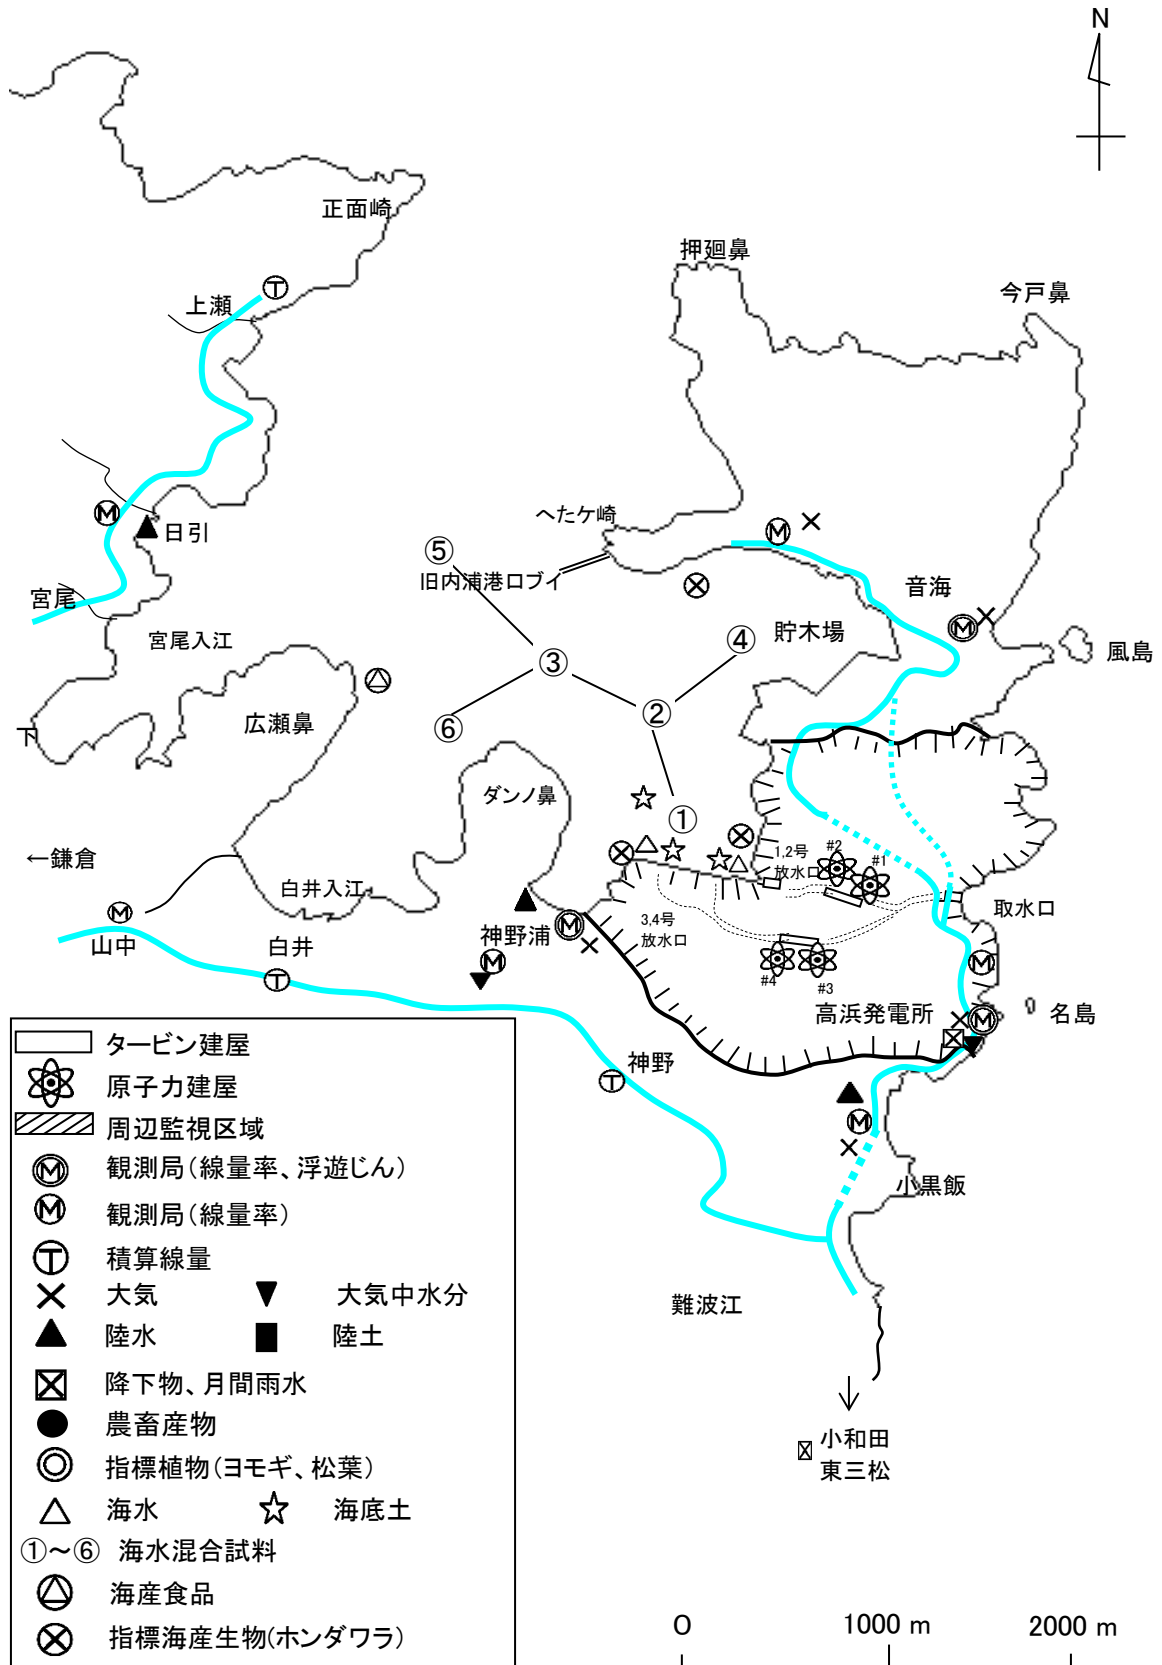 N
正面崎
押廻鼻
今戸鼻
上瀬
T
M
日引
へたケ崎
M
⑤
旧内浦港口ブイ
音海
宮尾
宮尾入江
④
貯木場
M
風島
③
広瀬鼻
②
⑥
下
ダンノ鼻
①
←鎌倉
1,2号
放水口
#2
#1
白井入江
取水口
M
山中
白井
神野浦
M
3,4号
放水口
M
M
T
#4
#3
高浜発電所
M
名島
神野
T
M
小黒飯
難波江
小和田
東三松
タービン建屋
原子力建屋
周辺監視区域
M 観測局(線量率、浮遊じん)
M 観測局(線量率)
T 積算線量
大気 大気中水分
陸水 陸土
降下物、月間雨水
農畜産物
指標植物(ヨモギ、松葉)
海水 海底土
①~⑥ 海水混合試料
海産食品
指標海産生物(ホンダワラ)
O 1000 m 2000 m